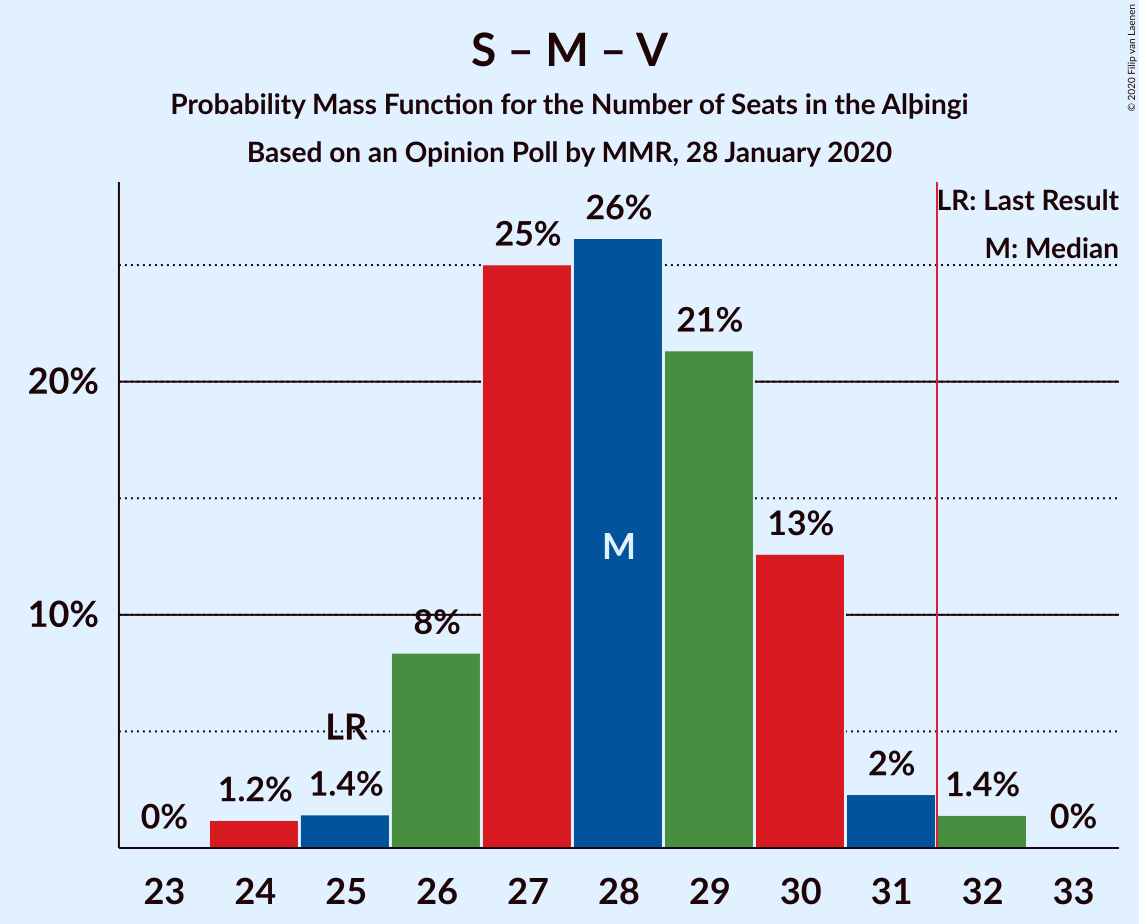 S – M – V
Probability Mass Function for the Number of Seats in the Alþingi
Based on an Opinion Poll by MMR, 28 January 2020
© 2020 Filip van Laenen
LR: Last Result
M: Median
20%
10%
0%
1.2%
LR
1.4%
8%
25%
26%
M
21%
13%
2%
1.4%
0%
23 24 25 26 27 28 29 30 31 32 33